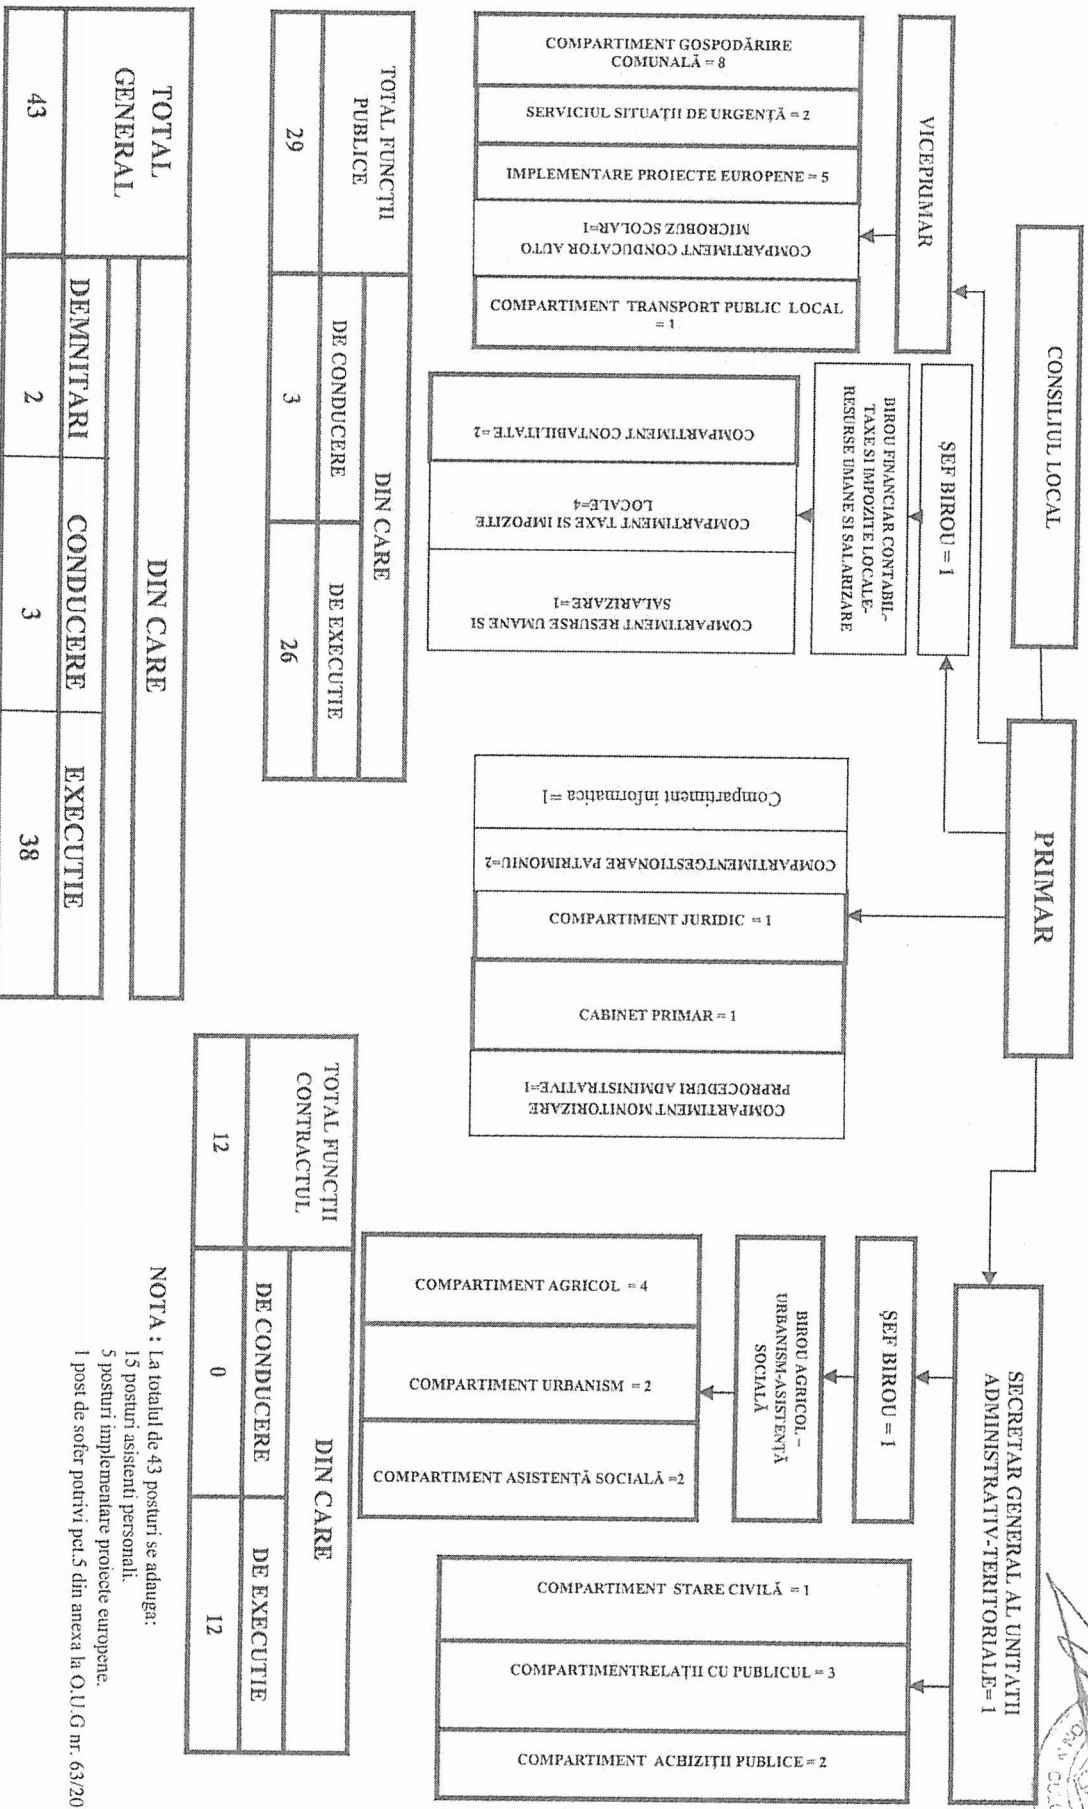 CONSILIUL LOCAL
PRIMAR
VICEPRIMAR
ȘEF BIROU = 1
BIROU FINANCIAR CONTABIL-
TAXE SI IMPOZITE LOCALE-
RESURSE UMANE SI SALARIZARE
SECRETAR GENERAL AL UNITATII
ADMINISTRATIV-TERITORIALE= 1
ȘEF BIROU = 1
BIROU AGRICOL –
URBANISM-ASISTENȚĂ
SOCIALĂ
COMPARTIMENT GOSPODĂRIRE
COMUNALĂ = 8
SERVICIUL SITUAȚII DE URGENȚĂ = 2
IMPLEMENTARE PROIECTE EUROPENE = 5
COMPARTIMENT CONDUCATOR AUTO
MICROBUZ SCOLAR=1
COMPARTIMENT TRANSPORT PUBLIC LOCAL
= 1
COMPARTIMENT CONTABILITATE =2
COMPARTIMENT TAXE SI IMPOZITE
LOCALE=4
COMPARTIMENT RESURSE UMANE SI
SALARIZARE=1
Compartiment informatica =1
COMPARTIMENTGESTIONARE PATRIMONIU=2
COMPARTIMENT JURIDIC = 1
CABINET PRIMAR = 1
COMPARTIMENT MONITORIZARE
PRPROCEDURI ADMINISTRATIVE=1
COMPARTIMENT AGRICOL = 4
COMPARTIMENT URBANISM = 2
COMPARTIMENT ASISTENȚĂ SOCIALĂ =2
COMPARTIMENT STARE CIVILĂ = 1
COMPARTIMENTRELAȚII CU PUBLICUL = 3
COMPARTIMENT ACHIZIȚII PUBLICE = 2
TOTAL FUNCȚII
PUBLICE
DIN CARE
DE CONDUCERE
DE EXECUTIE
29
3
26
TOTAL FUNCȚII
CONTRACTUL
DIN CARE
DE CONDUCERE
DE EXECUTIE
12
0
12
TOTAL
GENERAL
DIN CARE
DEMNITARI
CONDUCERE
EXECUTIE
43
2
3
38
NOTA : La totalul de 43 posturi se adauga:
15 posturi asistenti personali.
5 posturi implementare proiecte europene.
1 post de sofer potrivi pct.5 din anexa la O.U.G nr. 63/20